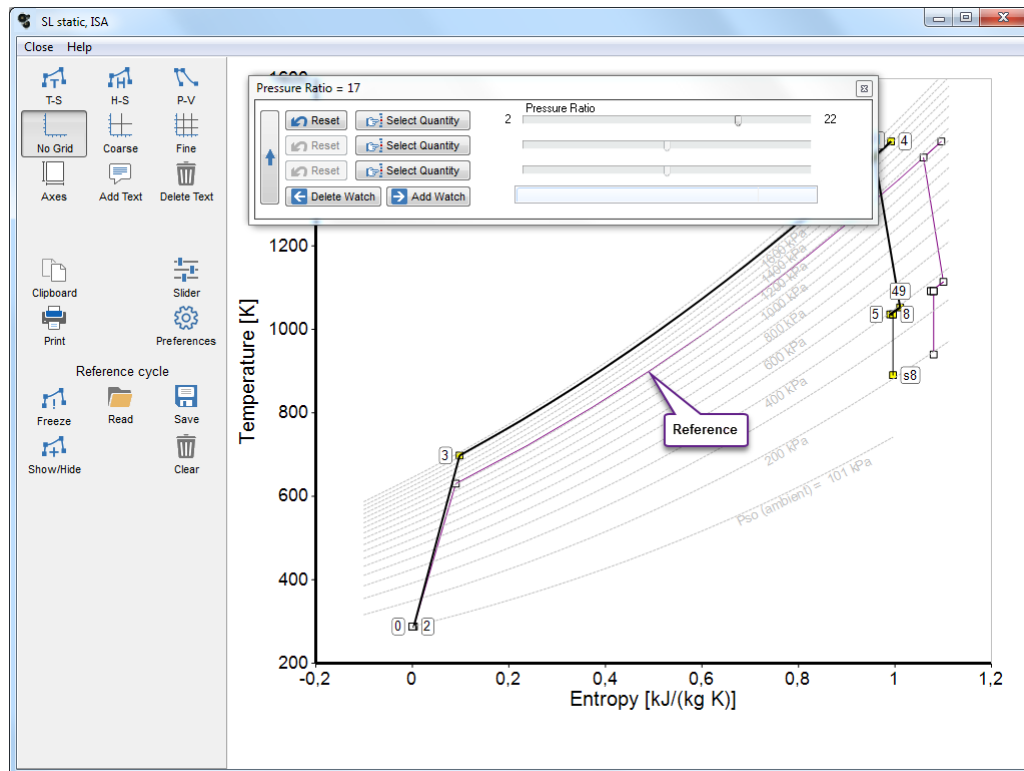 SL static, ISA
Close Help
T-S H-S P-V
No Grid Coarse Fine
Axes Add Text Delete Text
Clipboard Slider
Print Preferences
Reference cycle
Freeze Read Save
Show/Hide Clear
Pressure Ratio = 17
Pressure Ratio
Reset Select Quantity 2 22
Reset Select Quantity
Reset Select Quantity
Delete Watch Add Watch
4
1200
1000
800
600
400
200
Temperature [K]
1600 kPa
1400 kPa
1200 kPa
1000 kPa
800 kPa
600 kPa
400 kPa
200 kPa
Pso (ambient) = 101 kPa
49
5 8
s8
Reference
3
0 2
-0,2 0 0,2 0,4 0,6 0,8 1 1,2
Entropy [kJ/(kg K)]